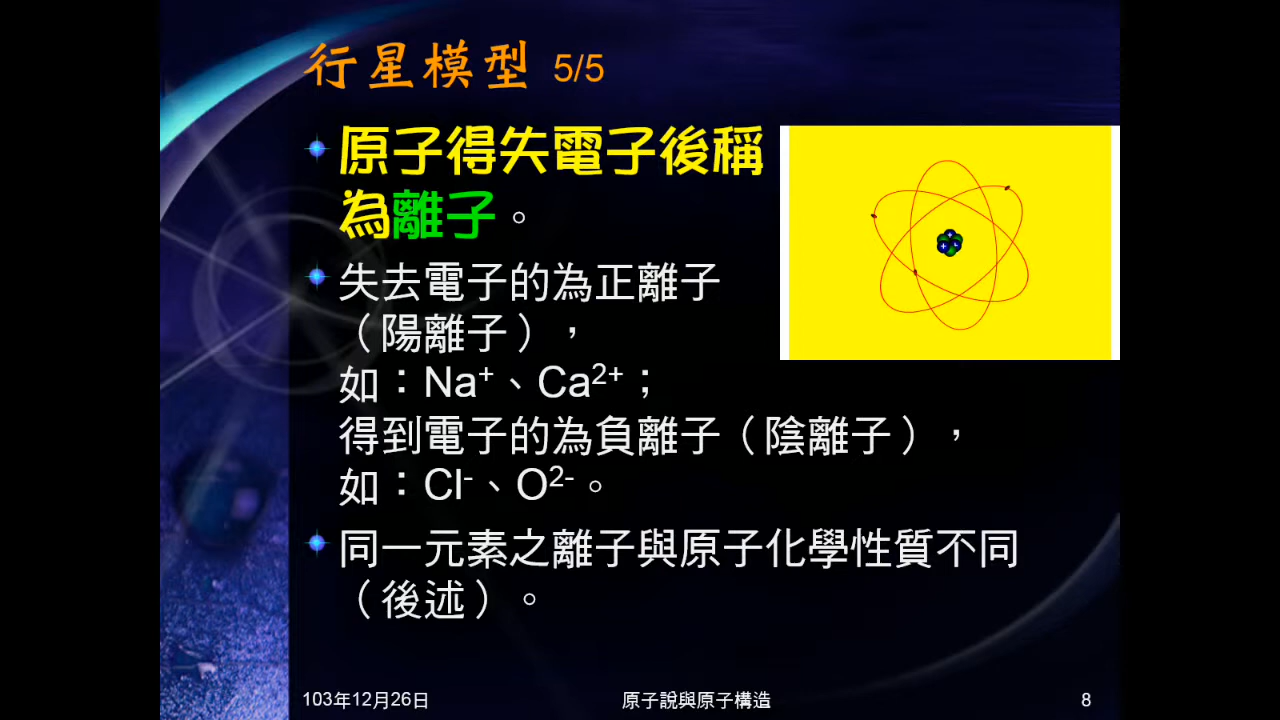 行星模型 5/5
原子得失電子後稱
為離子。
失去電子的為正離子
（陽離子），
如：Na⁺、Ca²⁺；
得到電子的為負離子（陰離子），
如：Cl⁻、O²⁻。
同一元素之離子與原子化學性質不同
（後述）。
103年12月26日
原子說與原子構造
8